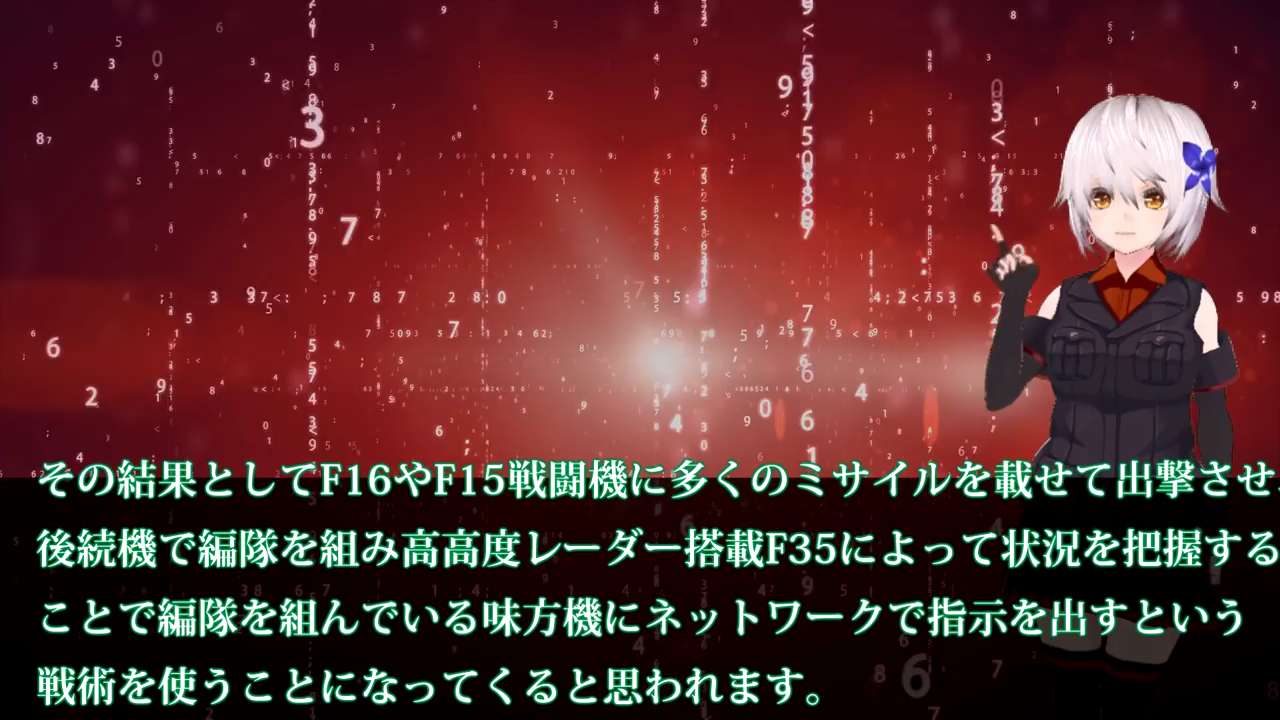 その結果としてF16やF15戦闘機に多くのミサイルを載せて出撃させ
後続機で編隊を組み高高度レーダー搭載F35によって状況を把握する
ことで編隊を組んでいる味方機にネットワークで指示を出すという
戦術を使うことになってくると思われます。